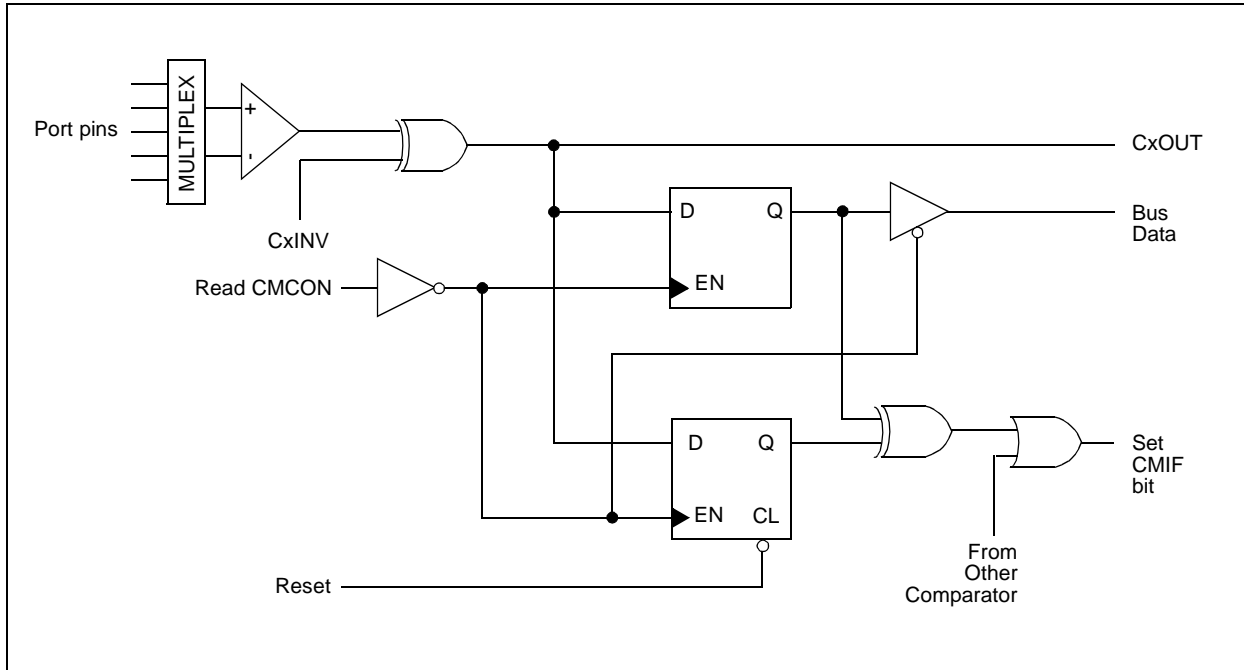 MULTIPLEX
Port pins
+
-
CxINV
CxOUT
D
Q
EN
Bus
Data
Read CMCON
D
Q
EN
CL
Set
CMIF
bit
From
Other
Comparator
Reset